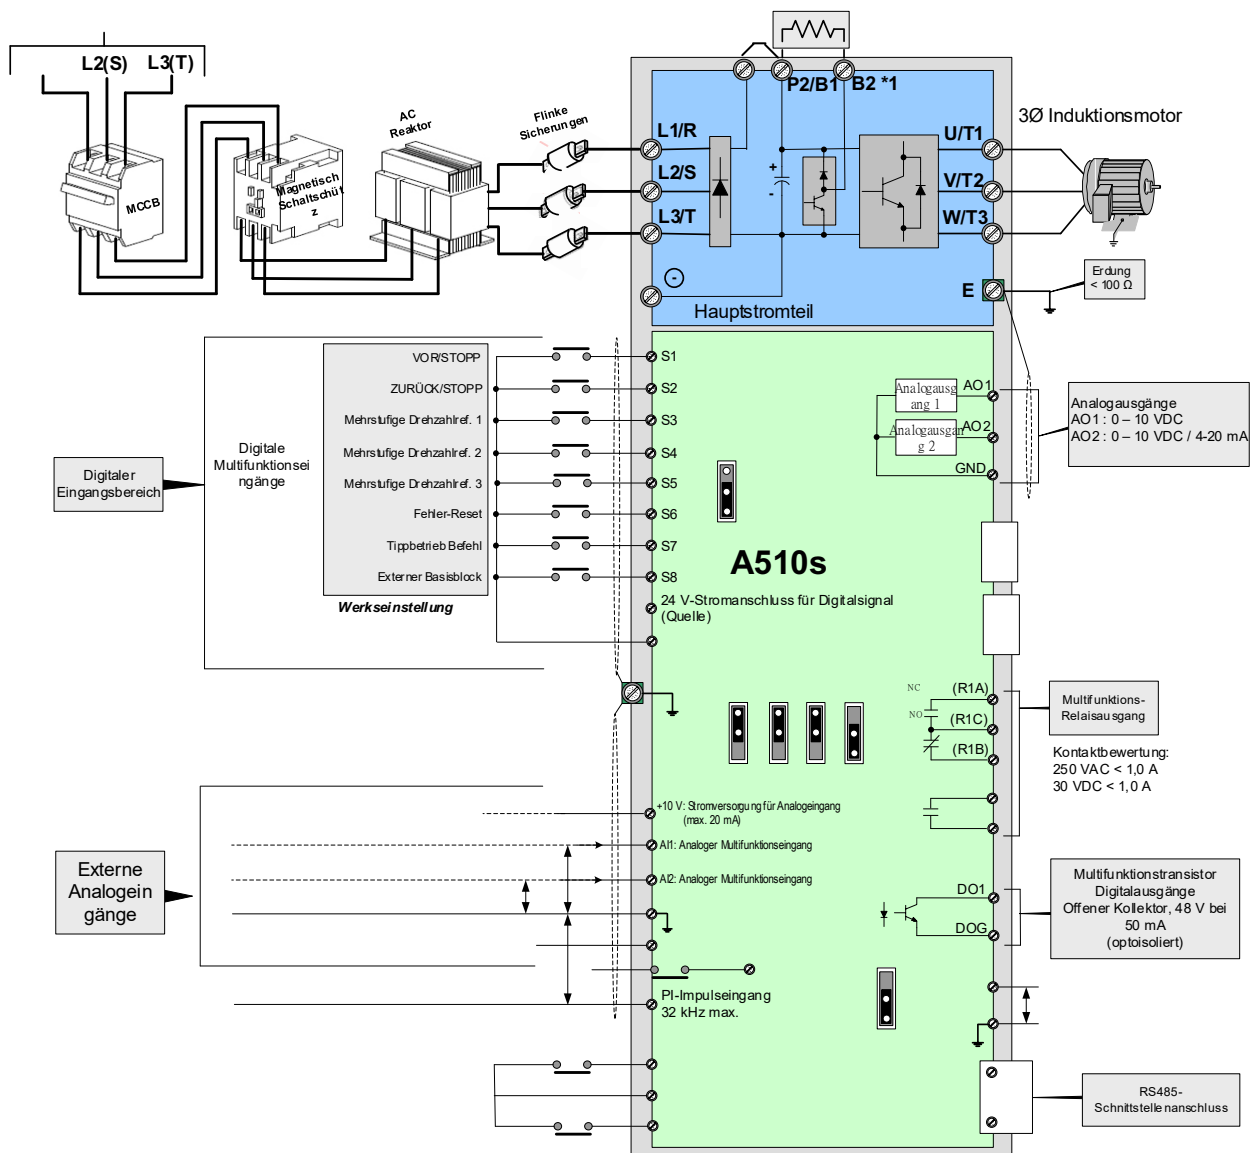 L2(S)
L3(T)
MCCB
Magnetisch
Schaltschüt
z
AC
Reaktor
Flinke
Sicherungen
P2/B1
B2 *1
L1/R
L2/S
L3/T
+
-
-
U/T1
V/T2
W/T3
3Ø Induktionsmotor
E
Erdung
< 100 Ω
Hauptstromteil
Digitaler
Eingangsbereich
Digitale
Multifunktionsei
ngänge
VOR/STOPP
ZURÜCK/STOPP
Mehrstufige Drehzahlref. 1
Mehrstufige Drehzahlref. 2
Mehrstufige Drehzahlref. 3
Fehler-Reset
Tippbetrieb Befehl
Externer Basisblock
Werkseinstellung
S1
S2
S3
S4
S5
S6
S7
S8
24 V-Stromanschluss für Digitalsignal
(Quelle)
A510s
Analogausg
ang 1
Analogausgan
g 2
AO1
AO2
GND
Analogausgänge
AO1 : 0 – 10 VDC
AO2 : 0 – 10 VDC / 4-20 mA
NC
NO
(R1A)
(R1C)
(R1B)
Multifunktions-
Relaisausgang
Kontaktbewertung:
250 VAC < 1,0 A
30 VDC < 1,0 A
Externe
Analogein
gänge
+10 V: Stromversorgung für Analogeingang
(max. 20 mA)
AI1: Analoger Multifunktionseingang
AI2: Analoger Multifunktionseingang
PI-Impulseingang
32 kHz max.
DO1
DOG
Multifunktionstransistor
Digitalausgänge
Offener Kollektor, 48 V bei
50 mA
(optoisoliert)
RS485-
Schnittstellenanschluss